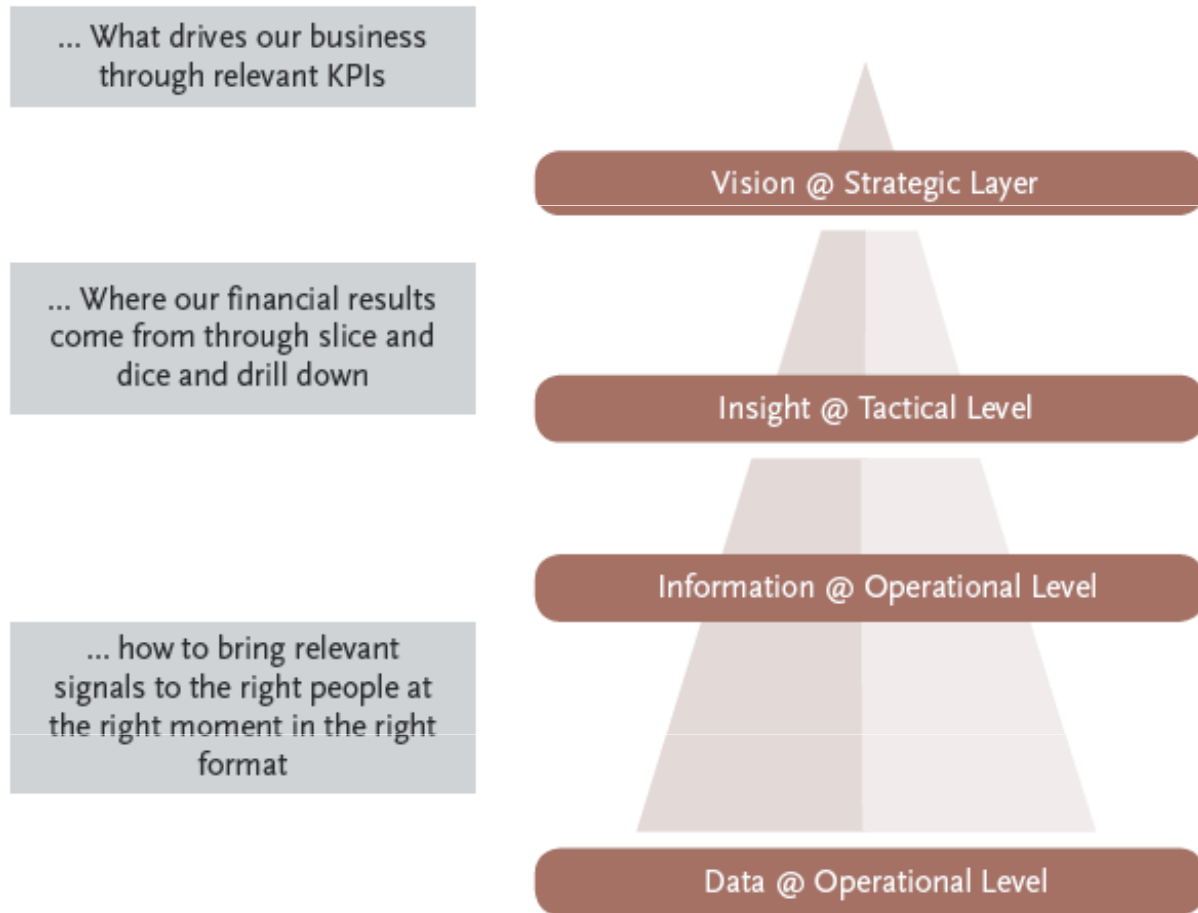 ... What drives our business
through relevant KPIs
Vision @ Strategic Layer
... Where our financial results
come from through slice and
dice and drill down
Insight @ Tactical Level
Information @ Operational Level
... how to bring relevant
signals to the right people at
the right moment in the right
format
Data @ Operational Level